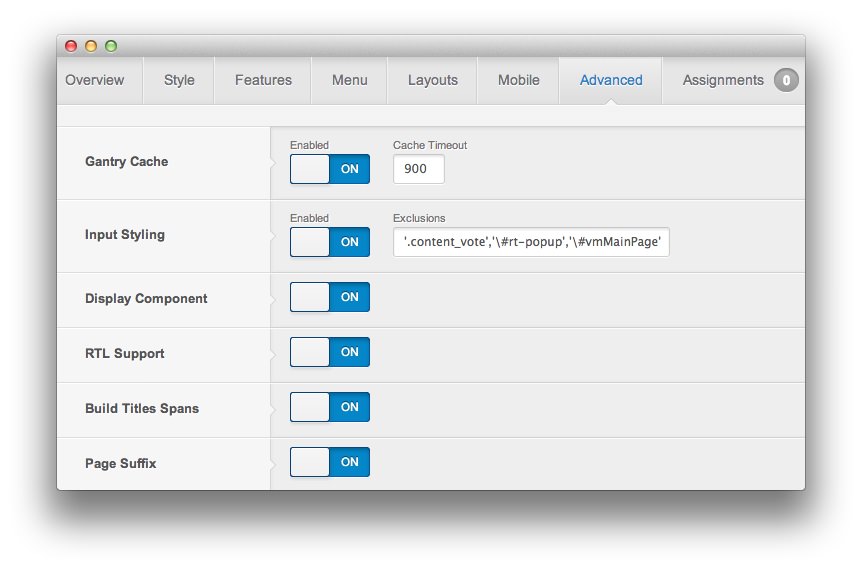 Overview Style Features Menu Layouts Mobile Advanced Assignments 0
Enabled Cache Timeout
Gantry Cache ON 900
Enabled Exclusions
Input Styling ON '.content_vote','\#rt-popup','\#vmMainPage'
Display Component ON
RTL Support ON
Build Titles Spans ON
Page Suffix ON